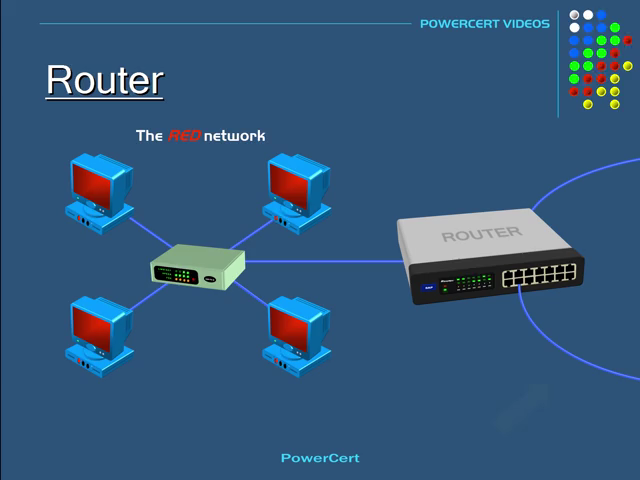 POWERCERT VIDEOS
Router
The RED network
ROUTER
PowerCert